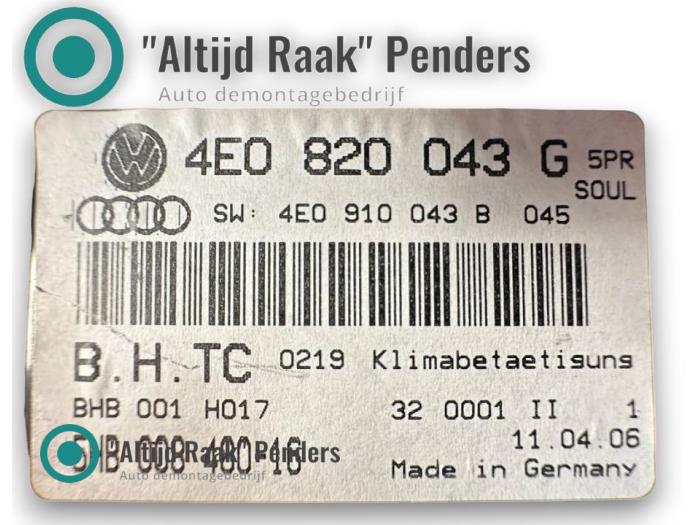 "Altijd Raak" Penders
Auto demontagebedrijf
4E0 820 043 G 5PR
SOUL
SW: 4E0 910 043 B 045
B.H.TC 0219 Klimabetaetisuns
BHB 001 H017 32 0001 II 1
11.04.06
"Altijd Raak" Penders
Auto demontagebedrijf
Made in Germany